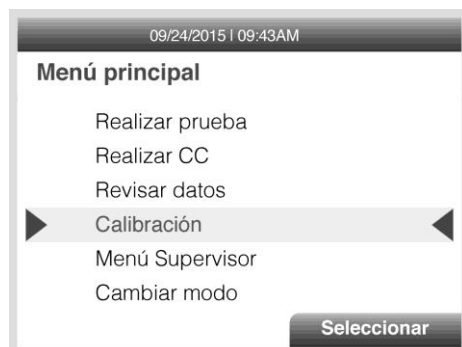 09/24/2015 | 09:43AM
Menú principal
Realizar prueba
Realizar CC
Revisar datos
Calibración
Menú Supervisor
Cambiar modo
Seleccionar